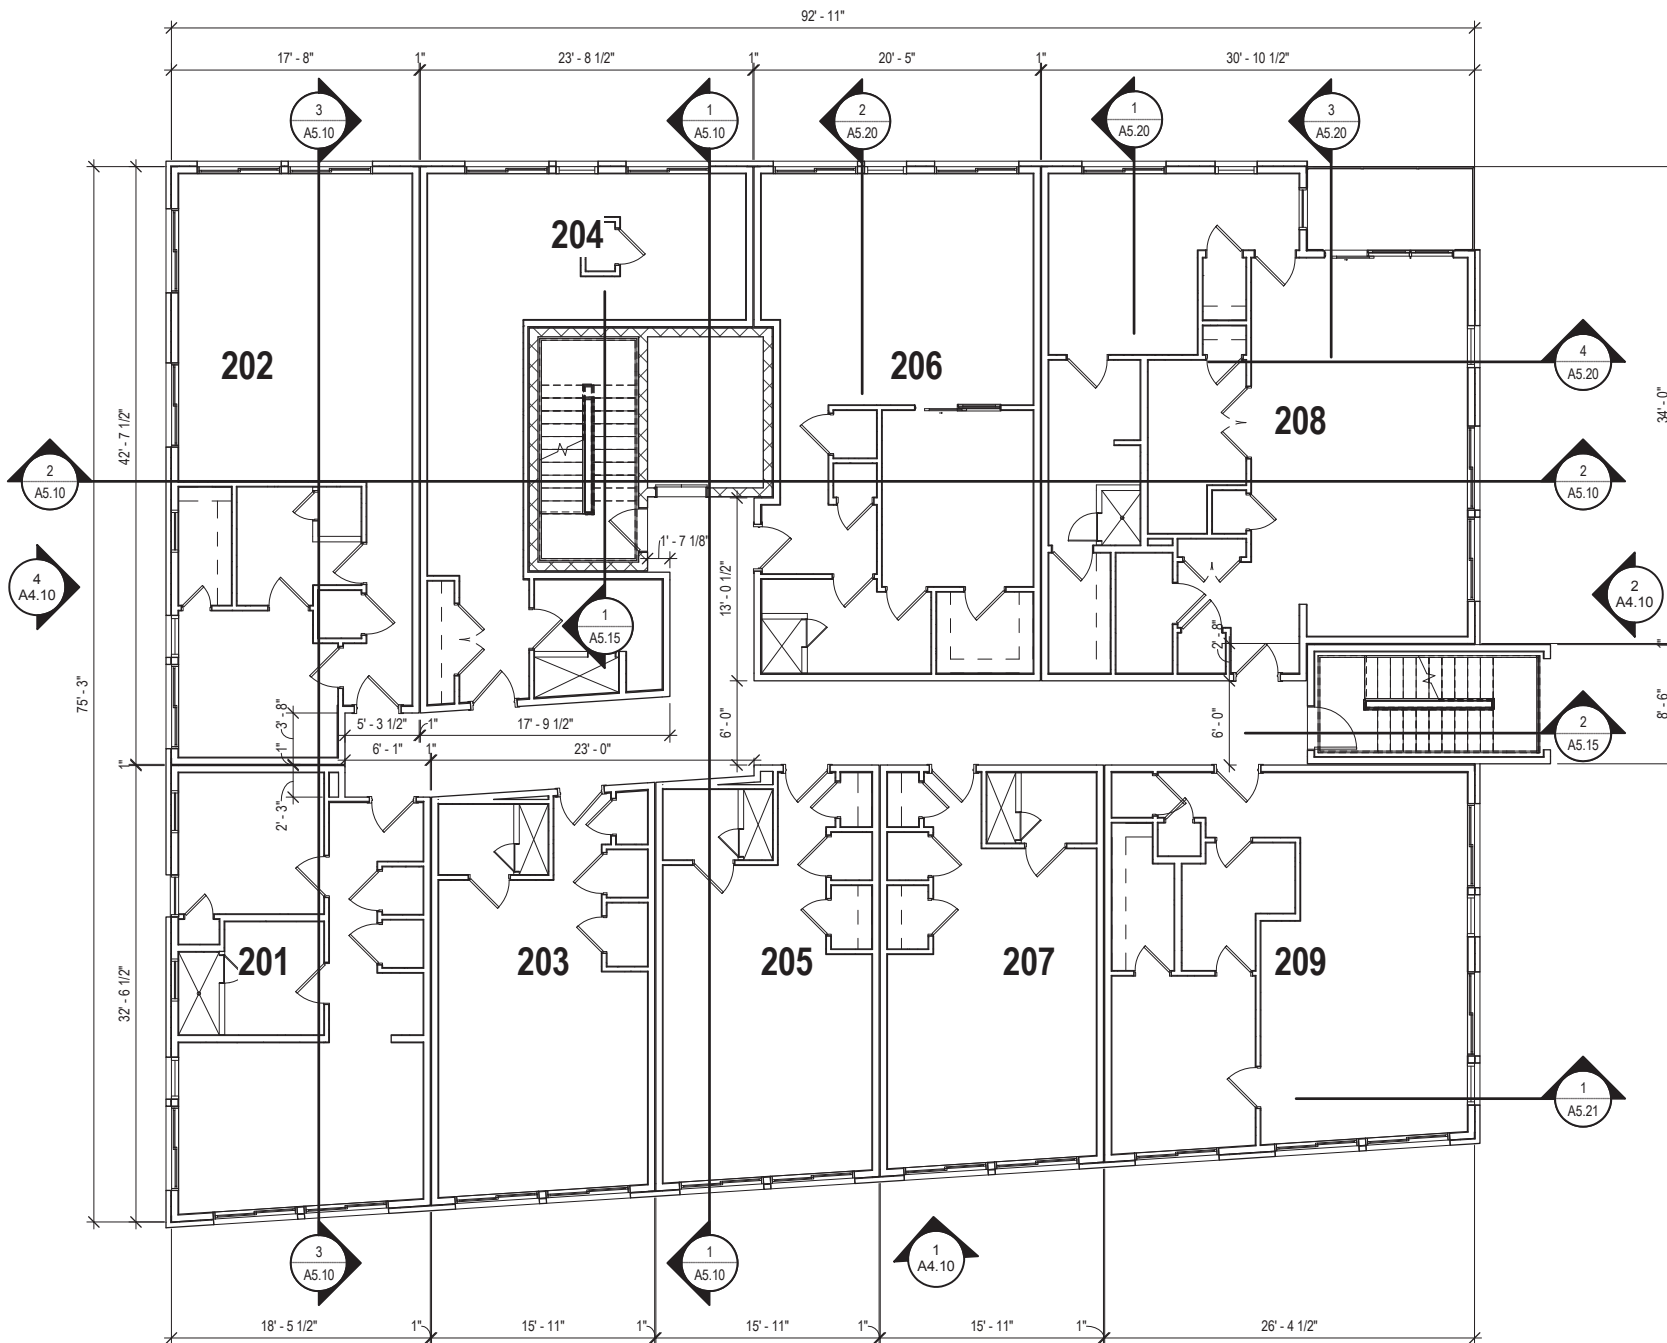 92' - 11"
17' - 8"
1"
23' - 8 1/2"
1"
20' - 5"
1"
30' - 10 1/2"
3
A5.10
1
A5.10
2
A5.20
1
A5.20
3
A5.20
204
202
206
208
4
A5.20
34' - 0"
42' - 7 1/2"
2
A5.10
2
A5.10
1' - 7 1/8"
13' - 0 1/2"
4
A4.10
2
A4.10
1
A5.15
2' - 8"
1"
75' - 3"
3' - 8"
5' - 3 1/2"
1"
17' - 9 1/2"
6' - 0"
6' - 0"
8' - 6"
2
A5.15
6' - 1"
1"
23' - 0"
1"
1"
2' - 3"
201
203
205
207
209
32' - 6 1/2"
1
A5.21
3
A5.10
1
A5.10
1
A4.10
18' - 5 1/2"
1"
15' - 11"
1"
15' - 11"
1"
15' - 11"
1"
26' - 4 1/2"